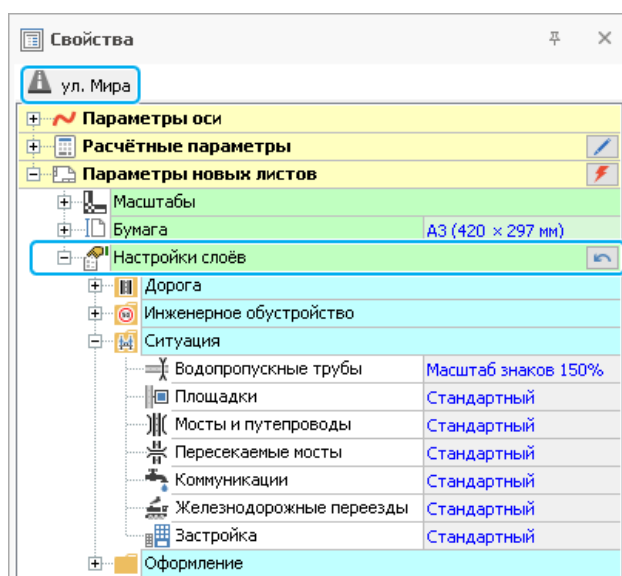 Свойства
ул. Мира
Параметры оси
Расчётные параметры
Параметры новых листов
Масштабы
Бумага А3 (420 × 297 мм)
Настройки слоёв
Дорога
Инженерное обустройство
Ситуация
Водопропускные трубы Масштаб знаков 150%
Площадки Стандартный
Мосты и путепроводы Стандартный
Пересекаемые мосты Стандартный
Коммуникации Стандартный
Железнодорожные переезды Стандартный
Застройка Стандартный
Оформление